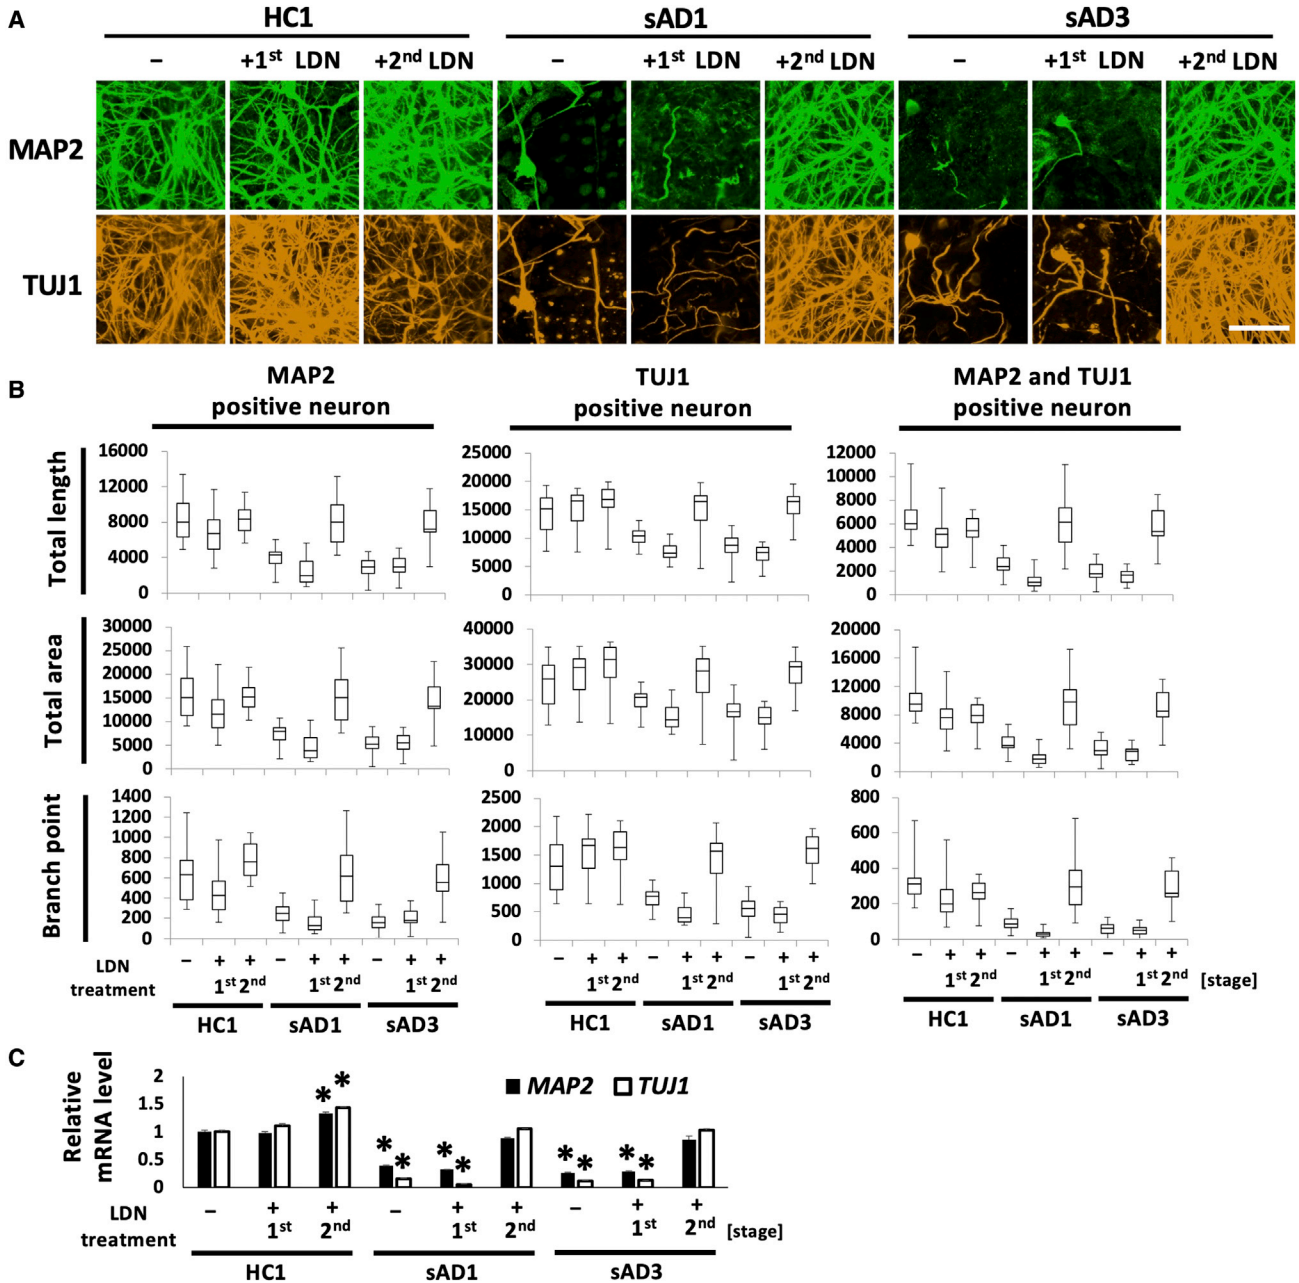 A
HC1 sAD1 sAD3
– +1st LDN +2nd LDN – +1st LDN +2nd LDN – +1st LDN +2nd LDN
MAP2
TUJ1
B
MAP2 positive neuron
TUJ1 positive neuron
MAP2 and TUJ1 positive neuron
Total length
16000 12000 8000 4000 0
25000 20000 15000 10000 5000 0
12000 10000 8000 6000 4000 2000 0
Total area
30000 25000 20000 15000 10000 5000 0
40000 30000 20000 10000 0
20000 16000 12000 8000 4000 0
Branch point
1400 1200 1000 800 600 400 200 0
2500 2000 1500 1000 500 0
800 600 400 200 0
LDN treatment
– + + – + + – + +
1st 2nd 1st 2nd 1st 2nd
HC1 sAD1 sAD3
– + + – + + – + +
1st 2nd 1st 2nd 1st 2nd
HC1 sAD1 sAD3
– + + – + + – + +
1st 2nd 1st 2nd 1st 2nd [stage]
HC1 sAD1 sAD3
C
Relative mRNA level
2 1.5 1 0.5 0
MAP2 TUJ1
* * * * * * * * * *
LDN treatment
– + + – + + – + +
1st 2nd 1st 2nd 1st 2nd [stage]
HC1 sAD1 sAD3